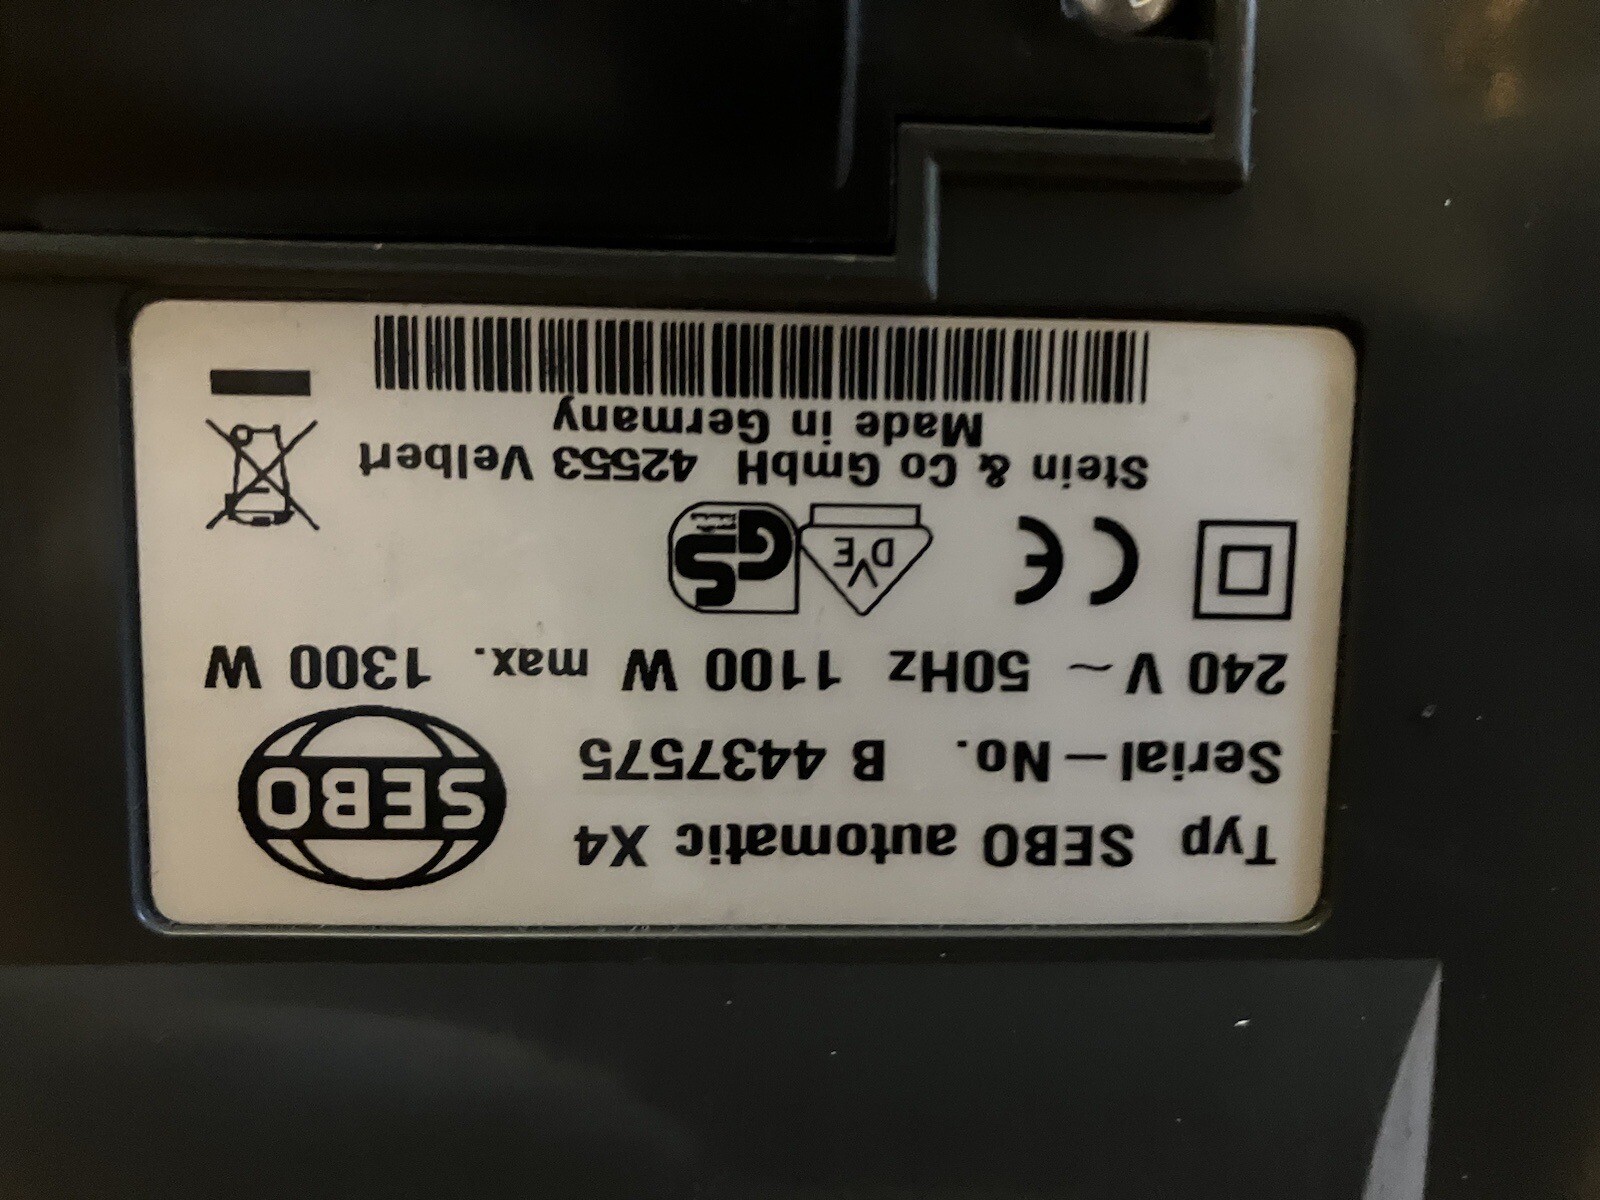 Typ SEBO automatic X4
SEBO
Serial-No. B 4437575
240 V ~ 50Hz 1100 W max. 1300 W
CE
VDE
GS
Stein & Co GmbH 42553 Velbert
Made in Germany